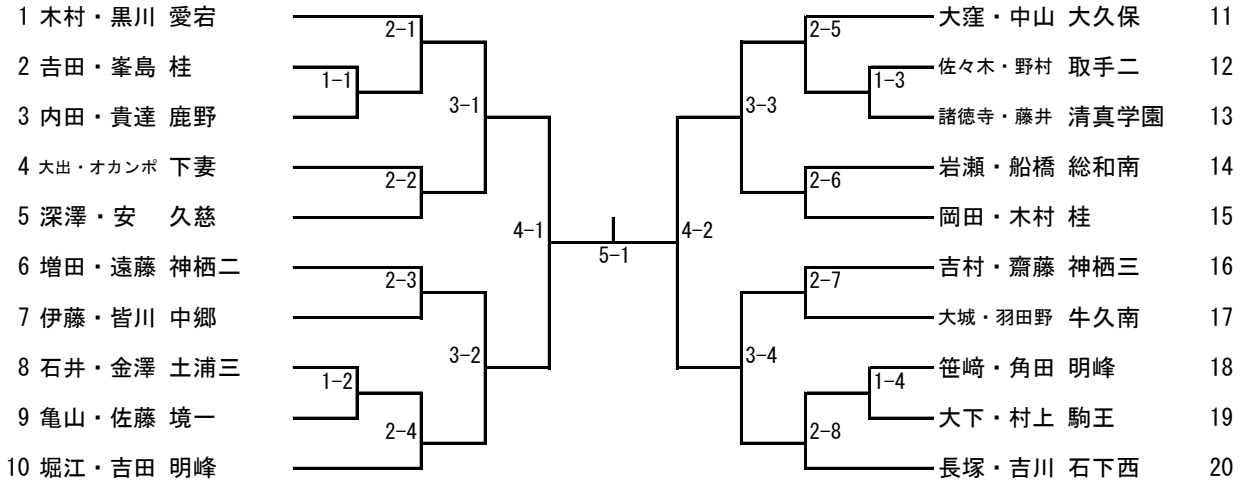 1 木村・黒川 愛宕
2 吉田・峯島 桂
3 内田・貴達 鹿野
4 大出・オカンポ 下妻
5 深澤・安 久慈
6 増田・遠藤 神栖二
7 伊藤・皆川 中郷
8 石井・金澤 土浦三
9 亀山・佐藤 境一
10 堀江・吉田 明峰
2-1
1-1
3-1
2-2
4-1
2-3
3-2
1-2
2-4
5-1
2-5
1-3
3-3
2-6
4-2
2-7
3-4
1-4
2-8
大窪・中山 大久保 11
佐々木・野村 取手二 12
諸徳寺・藤井 清真学園 13
岩瀬・船橋 総和南 14
岡田・木村 桂 15
吉村・齋藤 神栖三 16
大城・羽田野 牛久南 17
笹﨑・角田 明峰 18
大下・村上 駒王 19
長塚・吉川 石下西 20